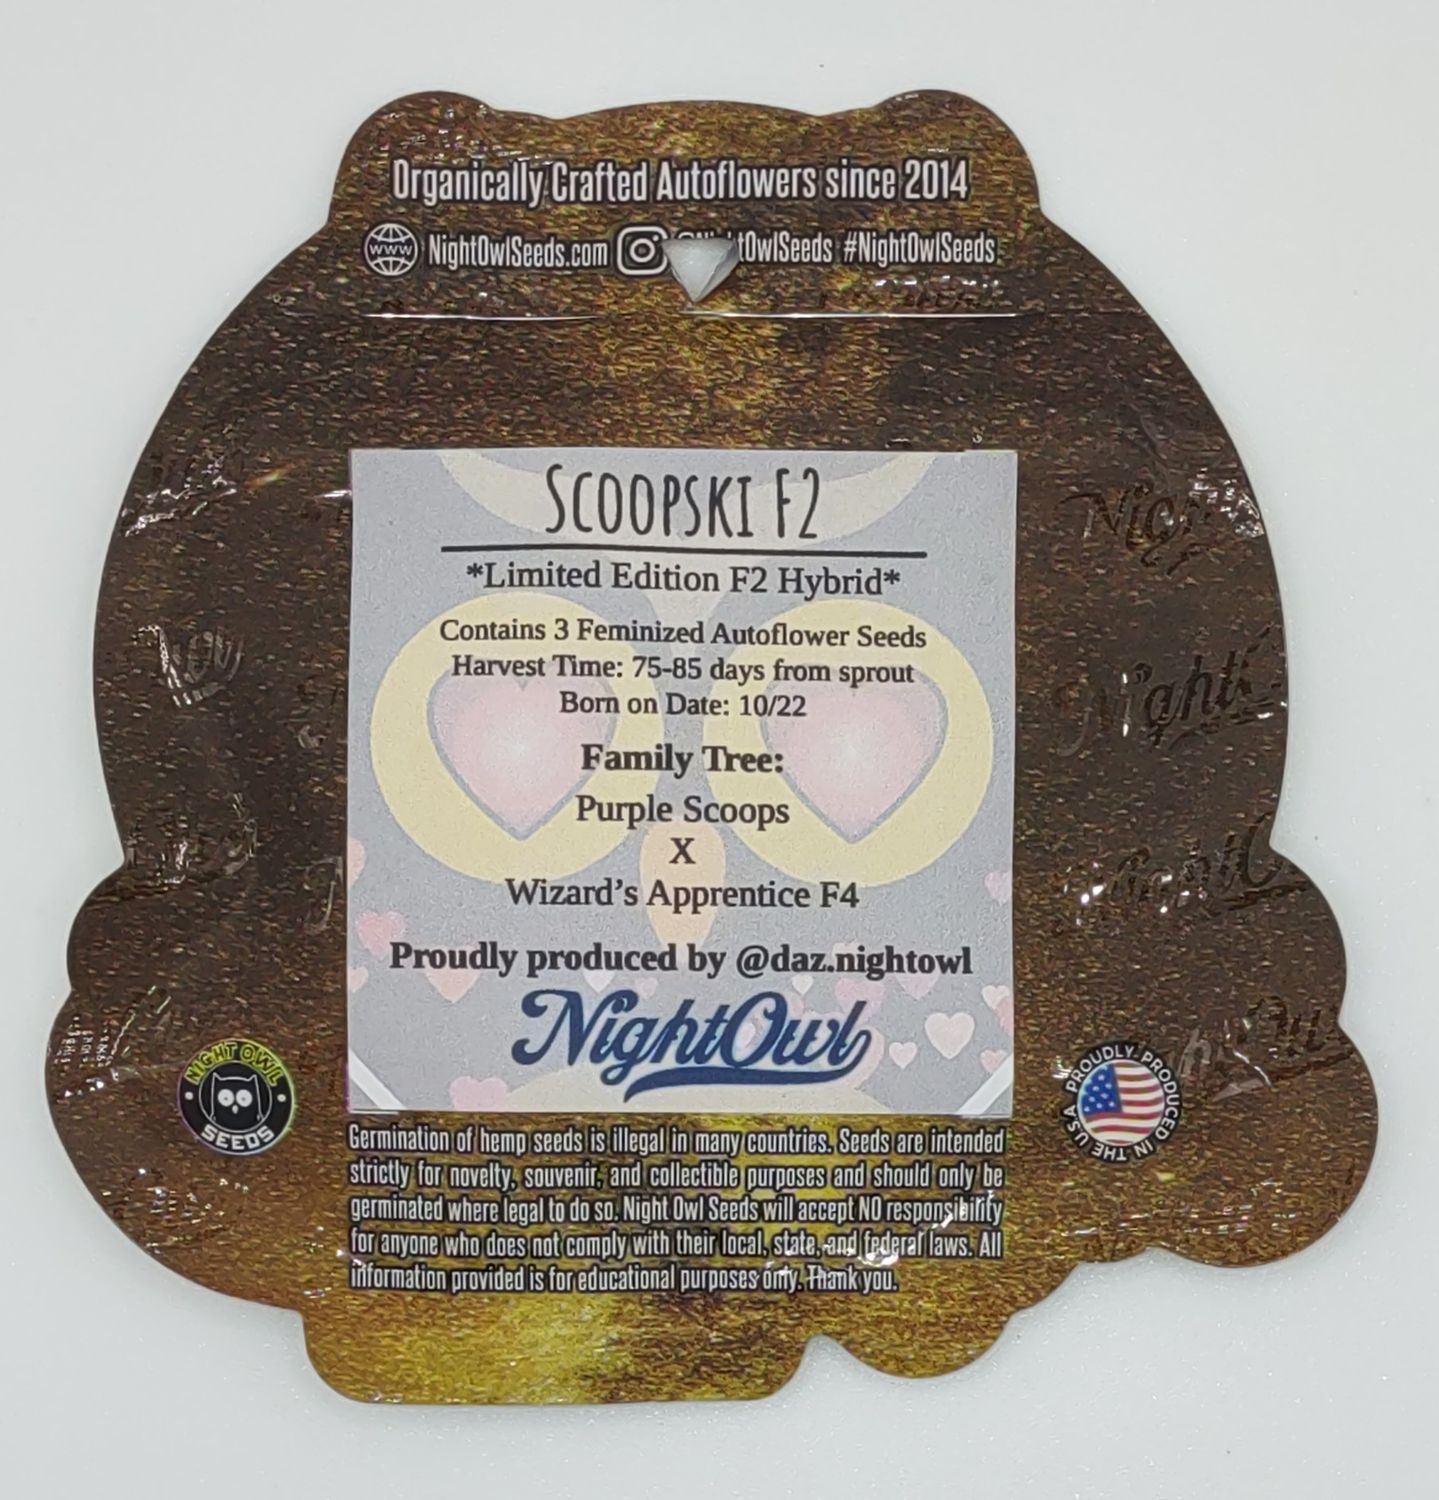 Organically Crafted Autoflowers since 2014
www NightOwlSeeds.com tOwlSeeds #NightOwlSeeds
SCOOPSKI F2
*Limited Edition F2 Hybrid*
Contains 3 Feminized Autoflower Seeds
Harvest Time: 75-85 days from sprout
Born on Date: 10/22
Family Tree:
Purple Scoops
X
Wizard's Apprentice F4
Proudly produced by @daz.nightowl
NightOwl
NIGHT OWL
SEEDS
PROUDLY PRODUCED IN THE U.S.A
Germination of hemp seeds is illegal in many countries. Seeds are intended
strictly for novelty, souvenir, and collectible purposes and should only be
germinated where legal to do so. Night Owl Seeds will accept NO responsibility
for anyone who does not comply with their local, state, and federal laws. All
information provided is for educational purposes only. Thank you.